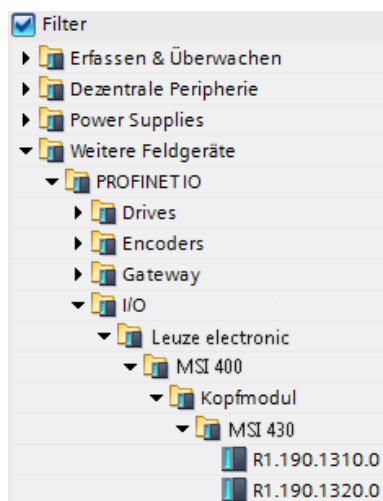 Filter
Erfassen & Überwachen
Dezentrale Peripherie
Power Supplies
Weitere Feldgeräte
PROFINET IO
Drives
Encoders
Gateway
I/O
Leuze electronic
MSI 400
Kopfmodul
MSI 430
R1.190.1310.0
R1.190.1320.0